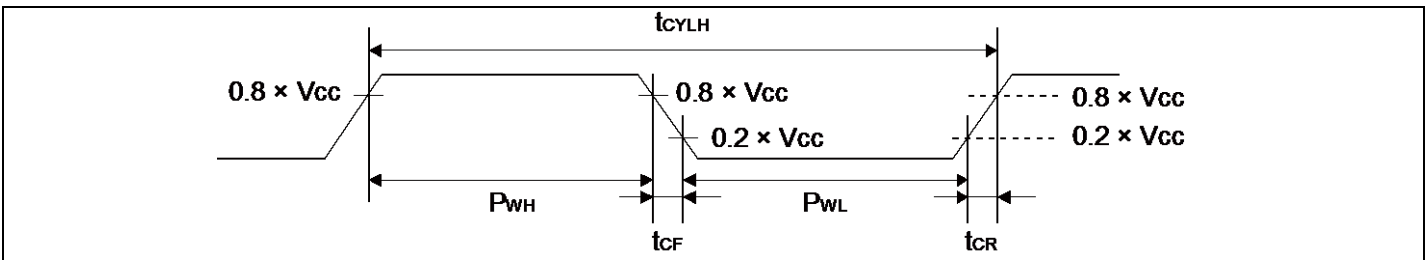 tCYLH
0.8 × Vcc
0.8 × Vcc
0.8 × Vcc
0.2 × Vcc
0.2 × Vcc
PWH
PWL
tCF
tCR